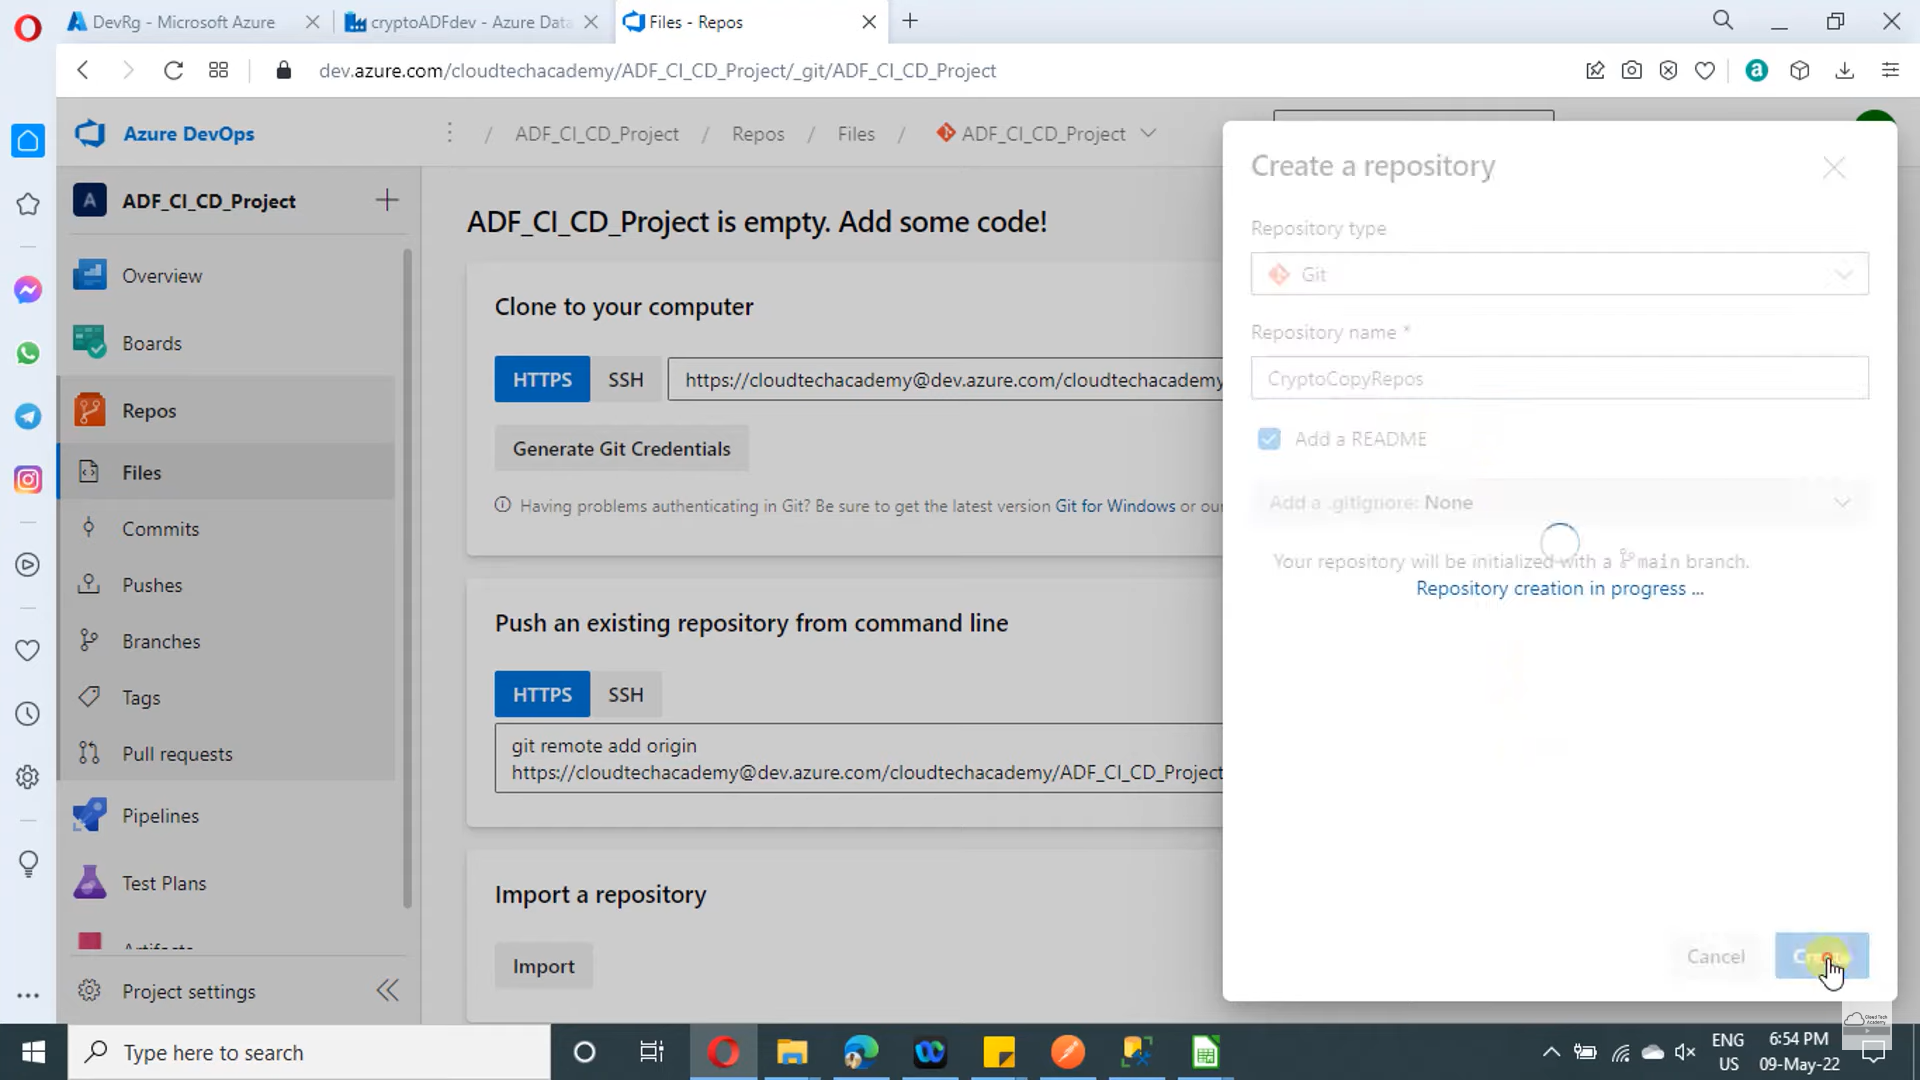 DevRg - Microsoft Azure
cryptoADFdev - Azure Data
Files - Repos
dev.azure.com/cloudtechacademy/ADF_CI_CD_Project/_git/ADF_CI_CD_Project
Azure DevOps
/ ADF_CI_CD_Project / Repos / Files / ADF_CI_CD_Project
A ADF_CI_CD_Project
Overview
Boards
Repos
Files
Commits
Pushes
Branches
Tags
Pull requests
Pipelines
Test Plans
Artifacts
Project settings
ADF_CI_CD_Project is empty. Add some code!
Clone to your computer
HTTPS SSH https://cloudtechacademy@dev.azure.com/cloudtechacademy
Generate Git Credentials
Having problems authenticating in Git? Be sure to get the latest version Git for Windows or our
Push an existing repository from command line
HTTPS SSH
git remote add origin
https://cloudtechacademy@dev.azure.com/cloudtechacademy/ADF_CI_CD_Project
Import a repository
Import
Create a repository
Repository type
Git
Repository name *
CryptoCopyRepos
Add a README
Add a .gitignore: None
Your repository will be initialized with a main branch.
Repository creation in progress ...
Cancel Create
Cloud Tech
Academy
Type here to search
ENG
US
6:54 PM
09-May-22